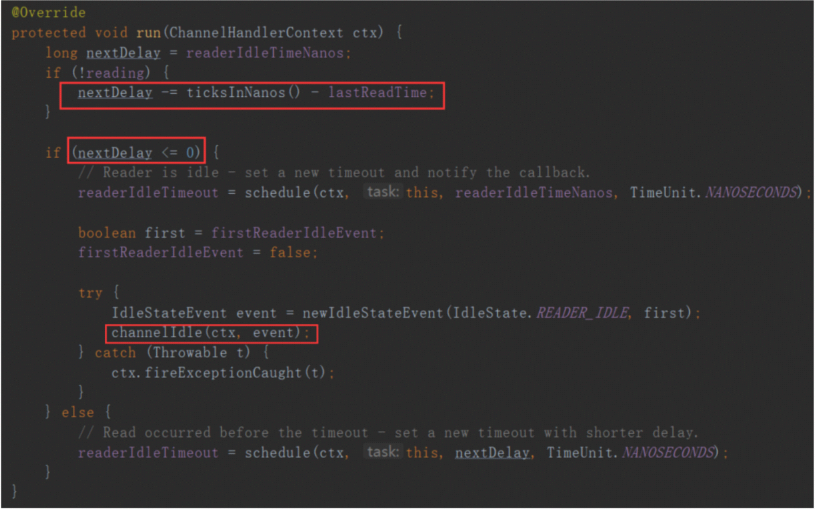 @Override
protected void run(ChannelHandlerContext ctx) {
long nextDelay = readerIdleTimeNanos;
if (!reading) {
nextDelay -= ticksInNanos() - lastReadTime;
}
if (nextDelay <= 0) {
// Reader is idle - set a new timeout and notify the callback.
readerIdleTimeout = schedule(ctx, task: this, readerIdleTimeNanos, TimeUnit.NANOSECONDS);
boolean first = firstReaderIdleEvent;
firstReaderIdleEvent = false;
try {
IdleStateEvent event = newIdleStateEvent(IdleState.READER_IDLE, first);
channelIdle(ctx, event);
} catch (Throwable t) {
ctx.fireExceptionCaught(t);
}
} else {
// Read occurred before the timeout - set a new timeout with shorter delay.
readerIdleTimeout = schedule(ctx, task: this, nextDelay, TimeUnit.NANOSECONDS);
}
}